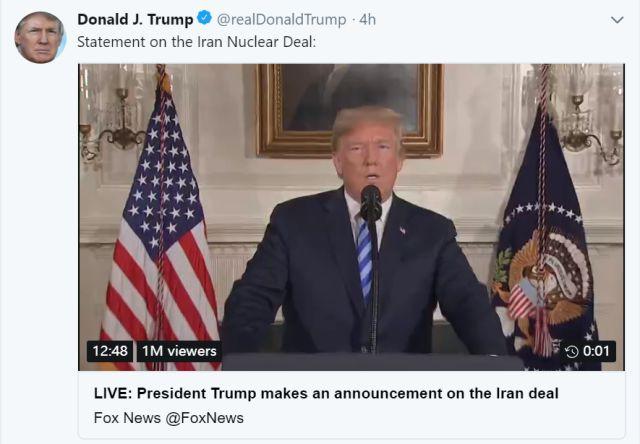 Donald J. Trump @realDonaldTrump · 4h
Statement on the Iran Nuclear Deal:
12:48 1M viewers 0:01
LIVE: President Trump makes an announcement on the Iran deal
Fox News @FoxNews